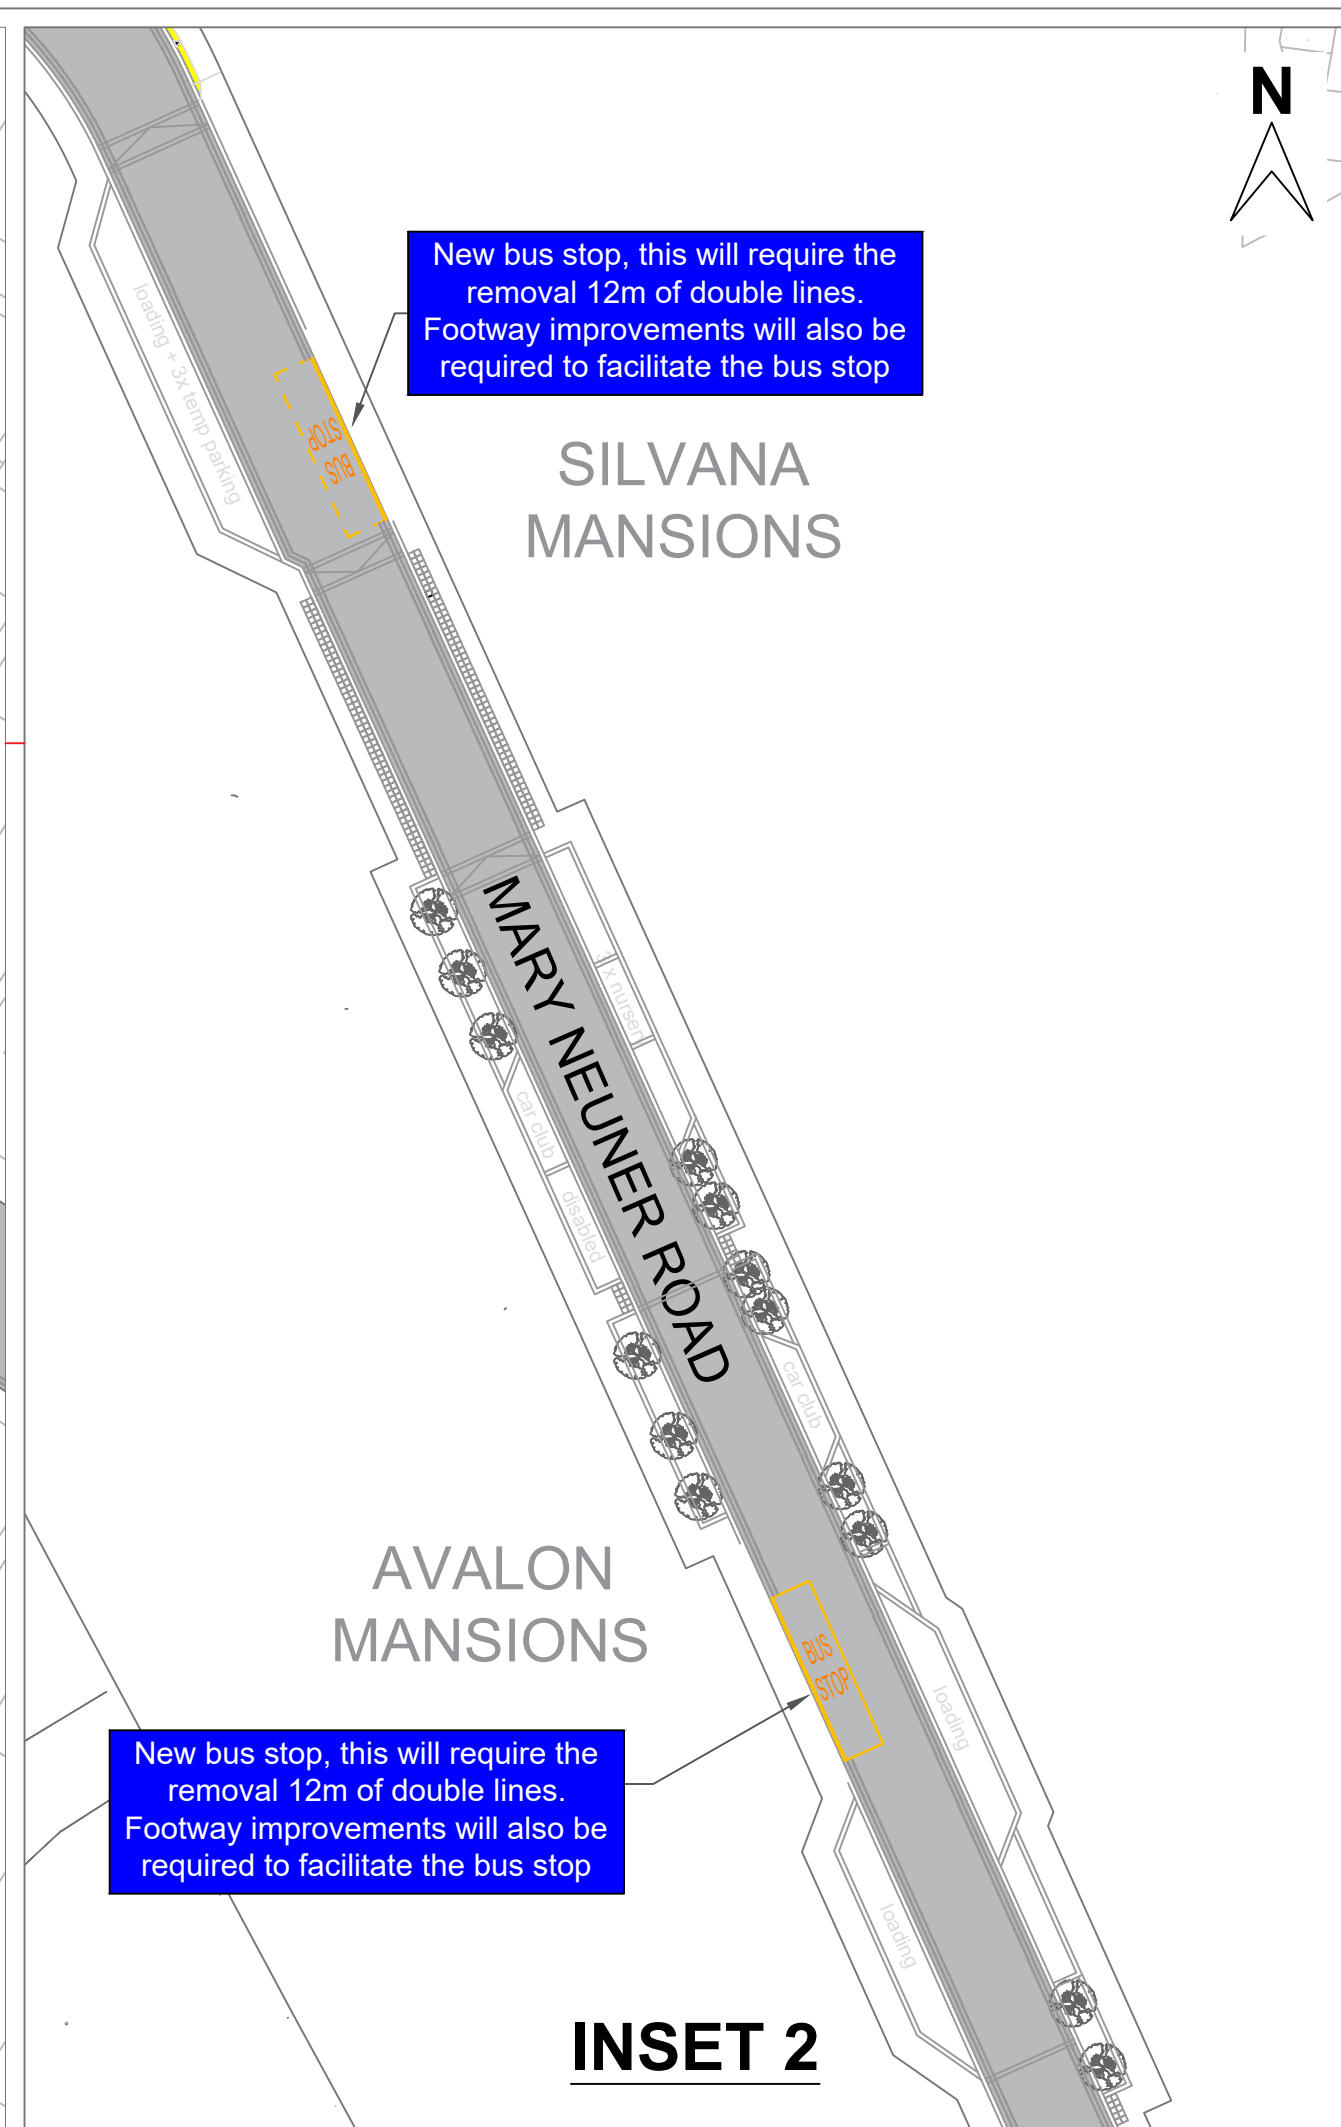 N
New bus stop, this will require the
removal 12m of double lines.
Footway improvements will also be
required to facilitate the bus stop
loading + 3x temp parking
BUS
STOP
SILVANA
MANSIONS
MARY NEUNER ROAD
3 x nursery
car club
disabled
car club
AVALON
MANSIONS
BUS
STOP
loading
New bus stop, this will require the
removal 12m of double lines.
Footway improvements will also be
required to facilitate the bus stop
loading
INSET 2